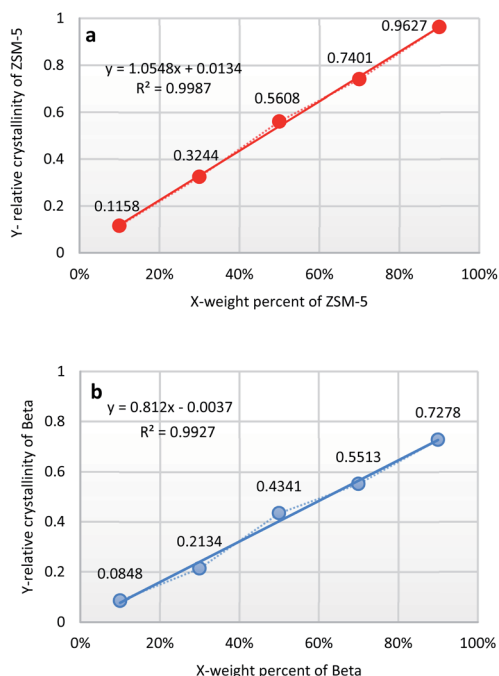 a
y = 1.0548x + 0.0134
R² = 0.9987
0.1158
0.3244
0.5608
0.7401
0.9627
Y- relative crystallinity of ZSM-5
1
0.8
0.6
0.4
0.2
0
0% 20% 40% 60% 80% 100%
X-weight percent of ZSM-5
b
y = 0.812x - 0.0037
R² = 0.9927
0.0848
0.2134
0.4341
0.5513
0.7278
Y-relative crystallinity of Beta
1
0.8
0.6
0.4
0.2
0
0% 20% 40% 60% 80% 100%
X-weight percent of Beta